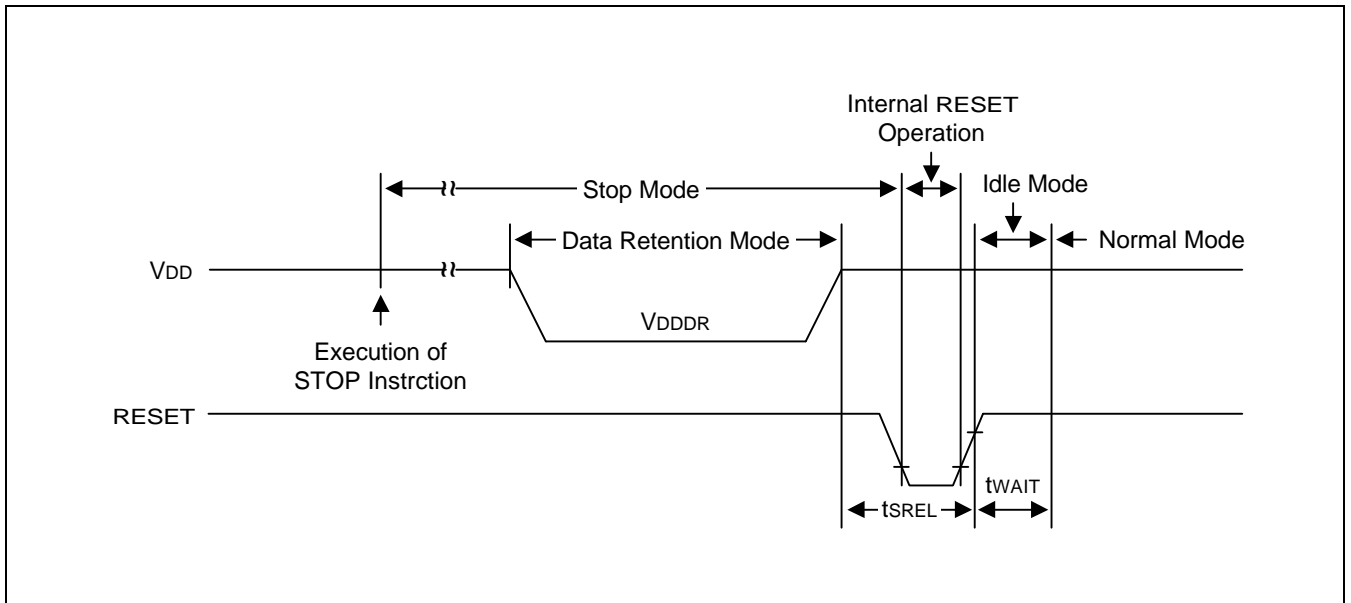 Internal RESET
Operation
Idle Mode
Stop Mode
Data Retention Mode
Normal Mode
VDD
VDDDR
Execution of
STOP Instrction
RESET
tSREL
tWAIT